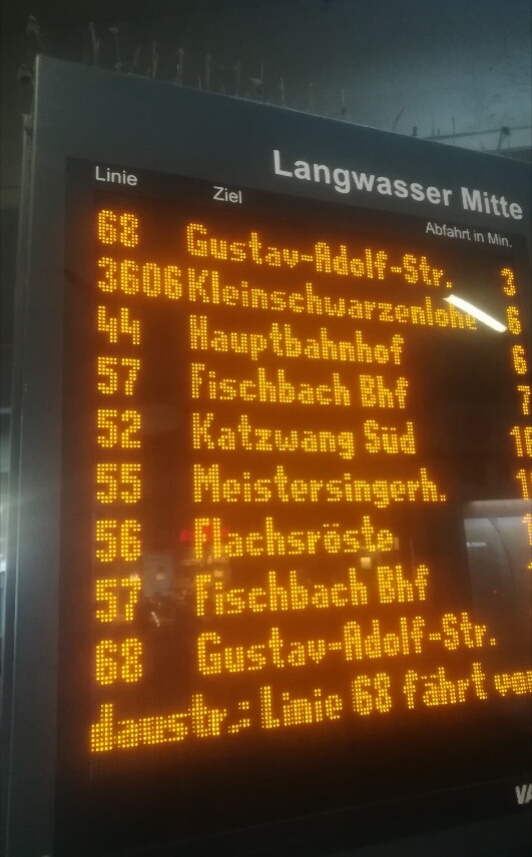 Langwasser Mitte
Linie Ziel Abfahrt in Min.
68 Gustav-Adolf-Str. 3
3606 Kleinschwarzenlohe 6
44 Hauptbahnhof 6
57 Fischbach Bhf 7
52 Katzwang Süd
55 Meistersingerh.
56 Flachsröste
57 Fischbach Bhf
68 Gustav-Adolf-Str.
daustr.: Linie 68 fährt